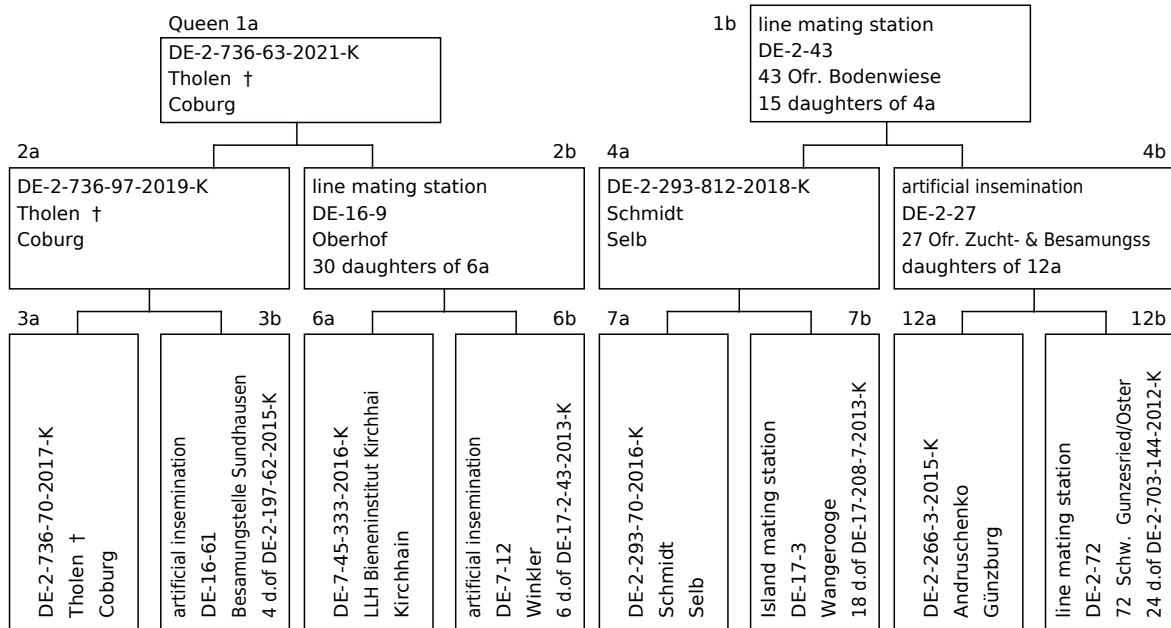 Queen 1a
DE-2-736-63-2021-K
Tholen †
Coburg
1b
line mating station
DE-2-43
43 Ofr. Bodenwiese
15 daughters of 4a
2a
DE-2-736-97-2019-K
Tholen †
Coburg
2b
line mating station
DE-16-9
Oberhof
30 daughters of 6a
4a
DE-2-293-812-2018-K
Schmidt
Selb
4b
artificial insemination
DE-2-27
27 Ofr. Zucht- & Besamungss
daughters of 12a
3a
DE-2-736-70-2017-K
Tholen †
Coburg
3b
artificial insemination
DE-16-61
Besamungstelle Sundhausen
4 d.of DE-2-197-62-2015-K
6a
DE-7-45-333-2016-K
LLH Bieneninstitut Kirchhai
Kirchhain
6b
artificial insemination
DE-7-12
Winkler
6 d.of DE-17-2-43-2013-K
7a
DE-2-293-70-2016-K
Schmidt
Selb
7b
Island mating station
DE-17-3
Wangerooge
18 d.of DE-17-208-7-2013-K
12a
DE-2-266-3-2015-K
Andruschenko
Günzburg
12b
line mating station
DE-2-72
72 Schw. Gunzesried/Oster
24 d.of DE-2-703-144-2012-K